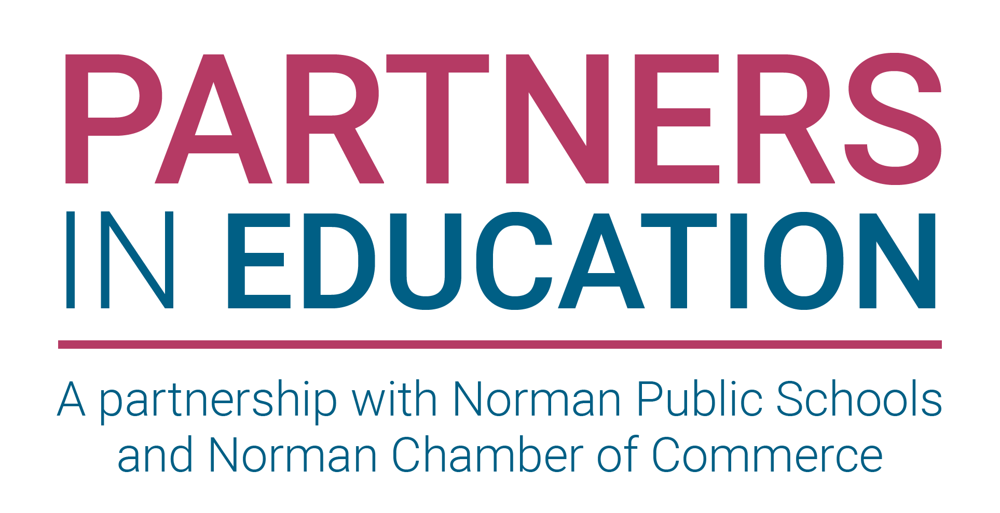 PARTNERS
IN EDUCATION
A partnership with Norman Public Schools
and Norman Chamber of Commerce